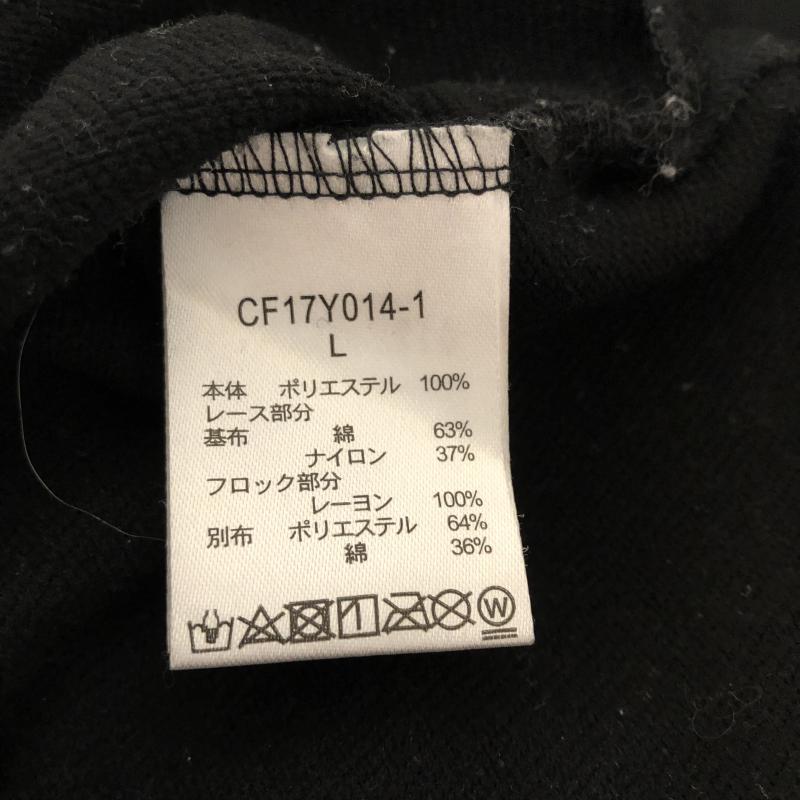 CF17Y014-1
L
本体 ポリエステル 100%
レース部分
基布 綿 63%
ナイロン 37%
フロック部分
レーヨン 100%
別布 ポリエステル 64%
綿 36%
W